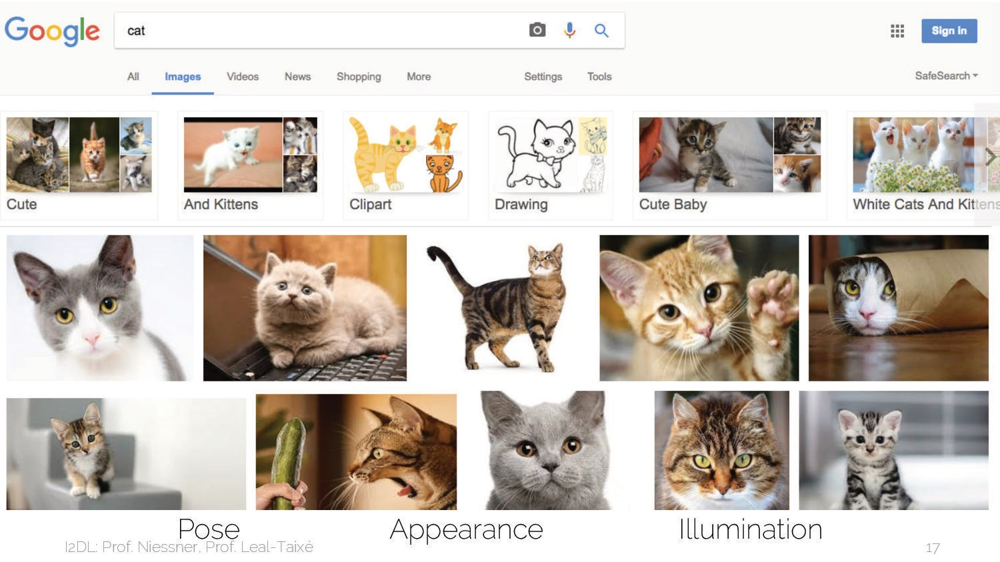 Google cat Sign in
All Images Videos News Shopping More Settings Tools SafeSearch
Cute And Kittens Clipart Drawing Cute Baby White Cats And Kittens
Pose Appearance Illumination
I2DL: Prof. Niessner, Prof. Leal-Taixé 17